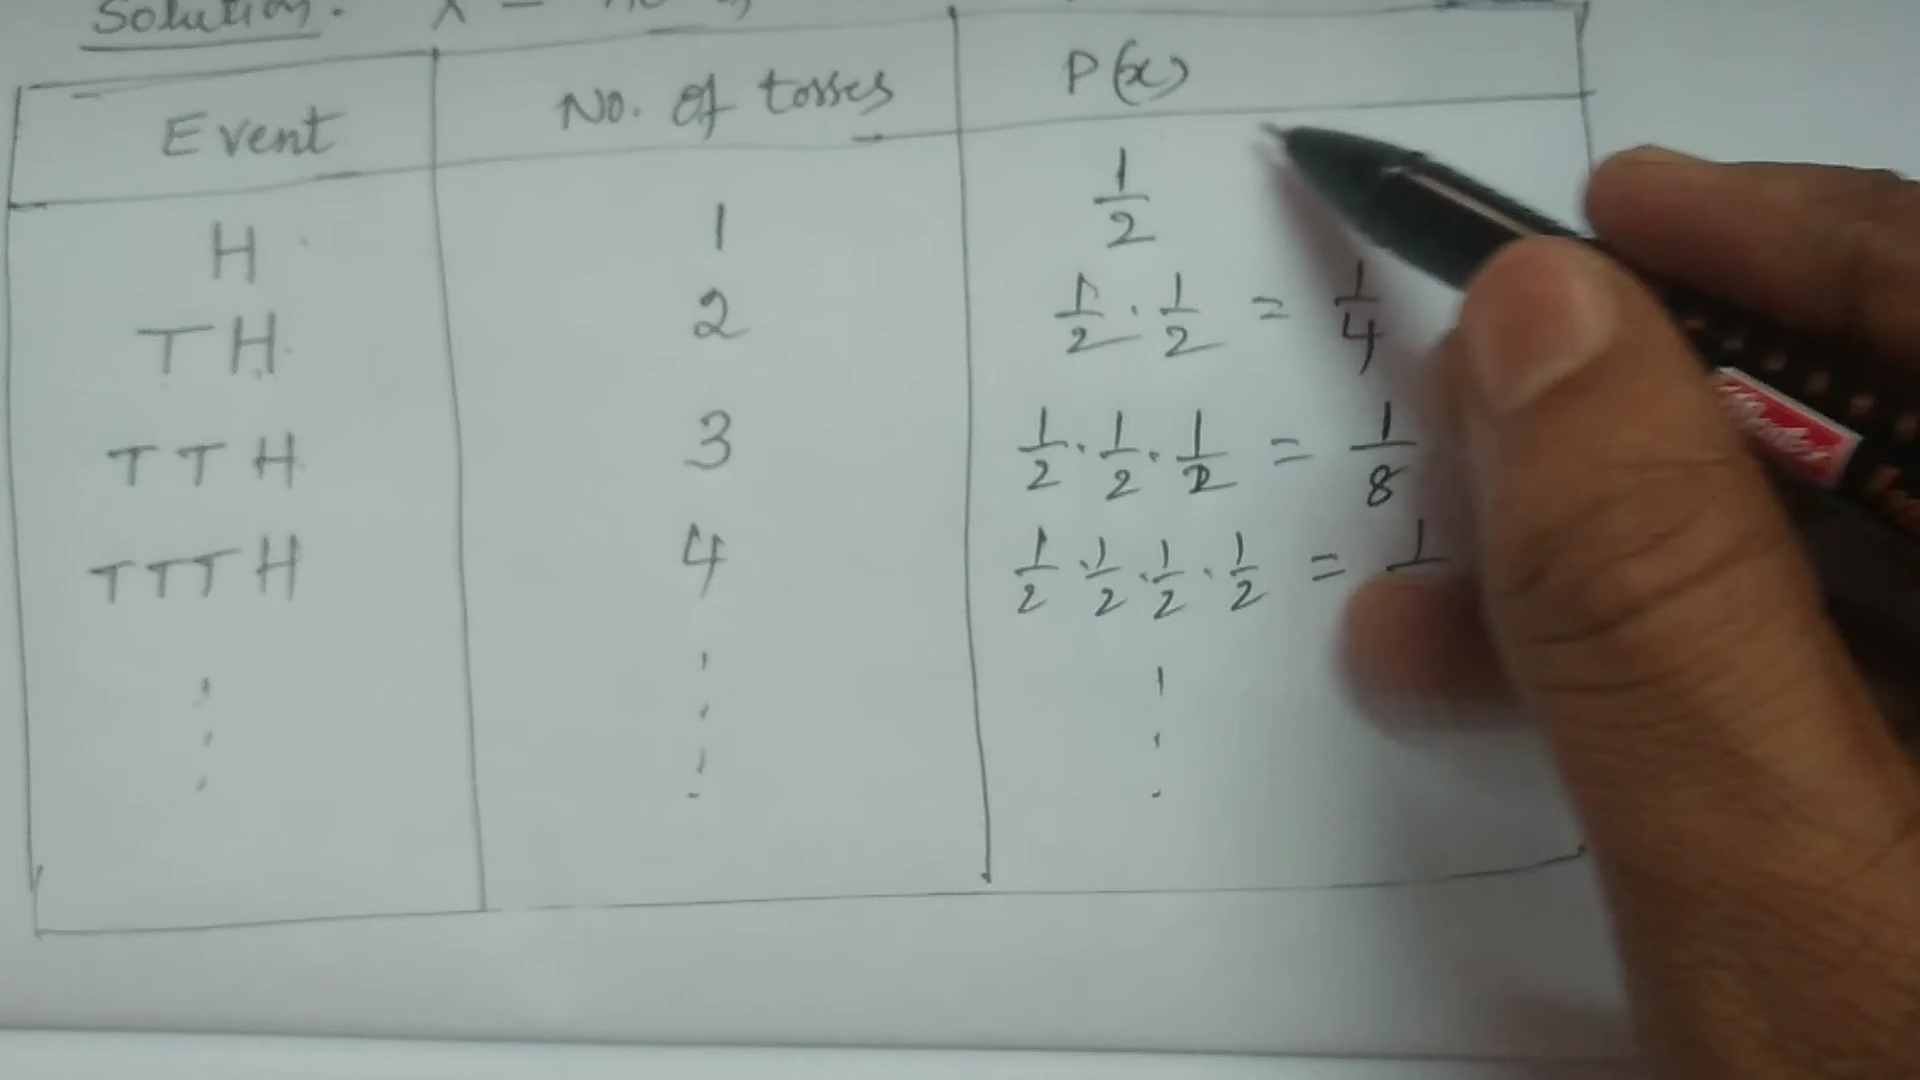 Solution. X -
Event No. of tosses P(x)
H 1 1/2
TH 2 1/2 . 1/2 = 1/4
TTH 3 1/2 . 1/2 . 1/2 = 1/8
TTTH 4 1/2 . 1/2 . 1/2 . 1/2 = 1